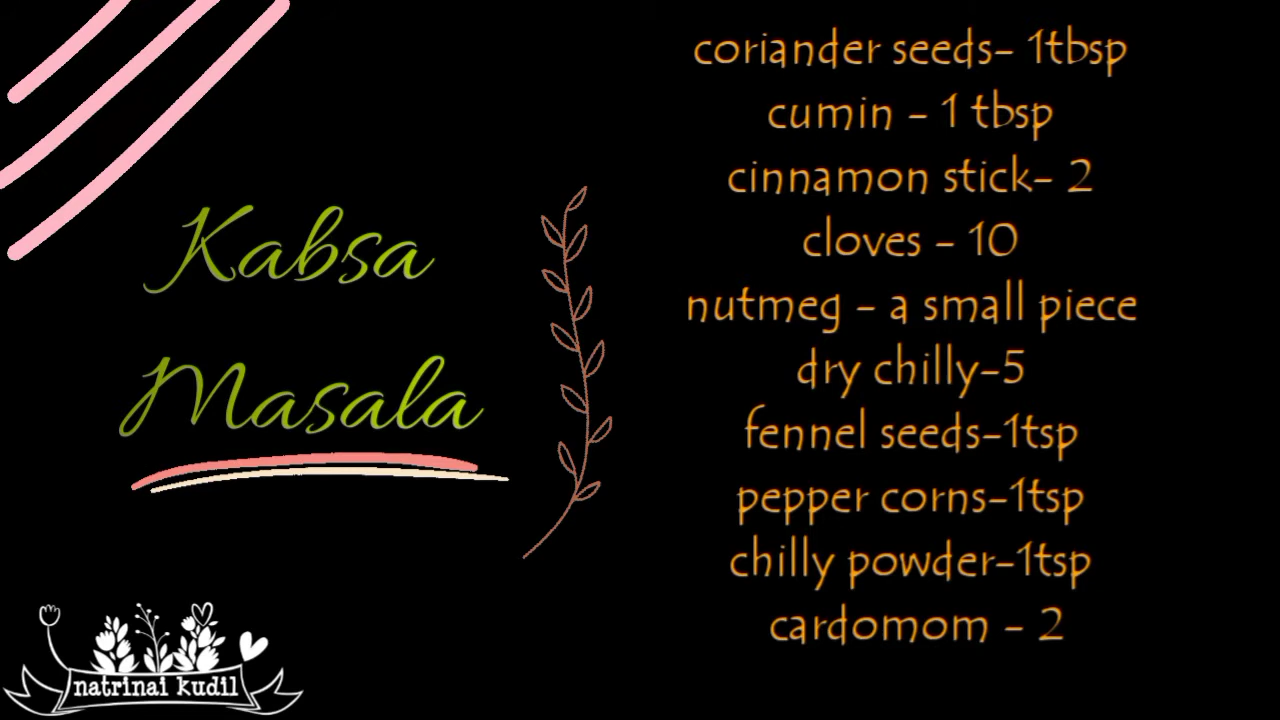 Kabsa
Masala
coriander seeds- 1tbsp
cumin - 1 tbsp
cinnamon stick- 2
cloves - 10
nutmeg - a small piece
dry chilly-5
fennel seeds-1tsp
pepper corns-1tsp
chilly powder-1tsp
cardomom - 2
natrinai kudil